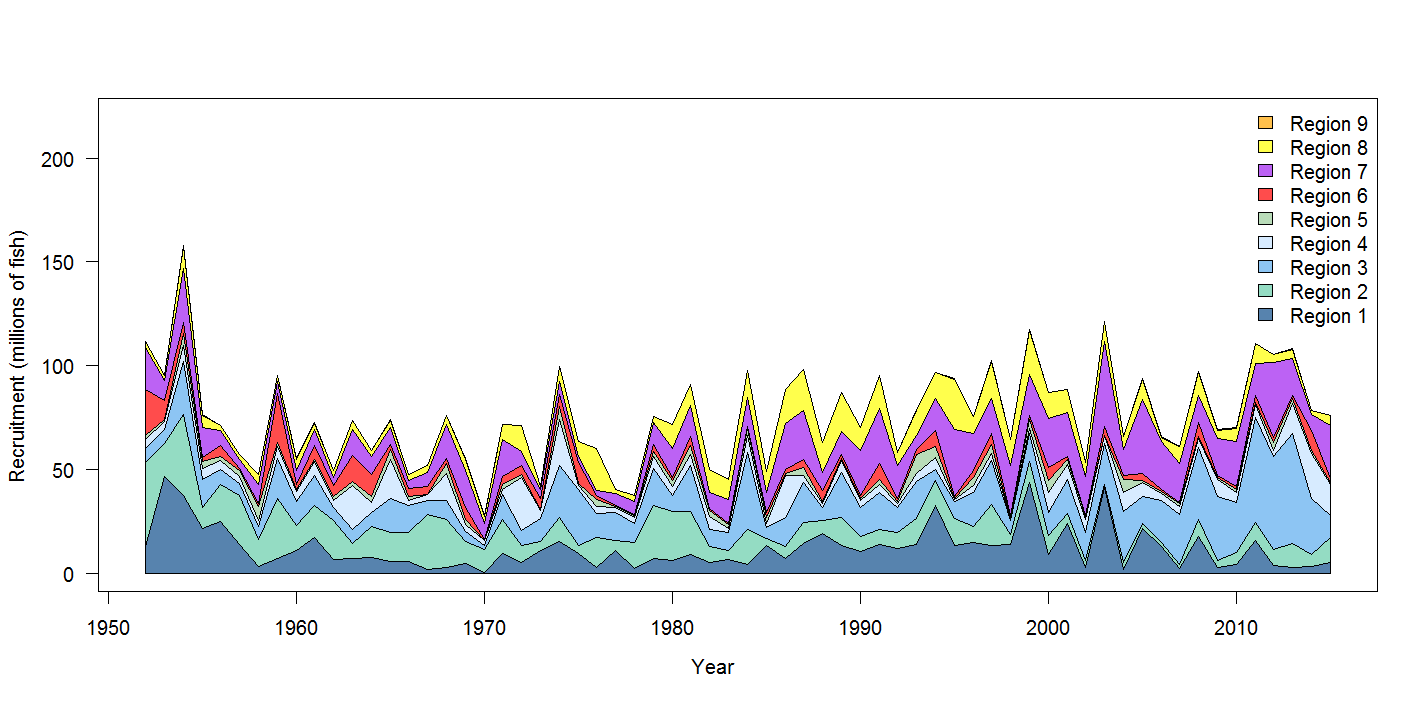 Recruitment (millions of fish)
200
150
100
50
0
Region 9
Region 8
Region 7
Region 6
Region 5
Region 4
Region 3
Region 2
Region 1
1950 1960 1970 1980 1990 2000 2010
Year